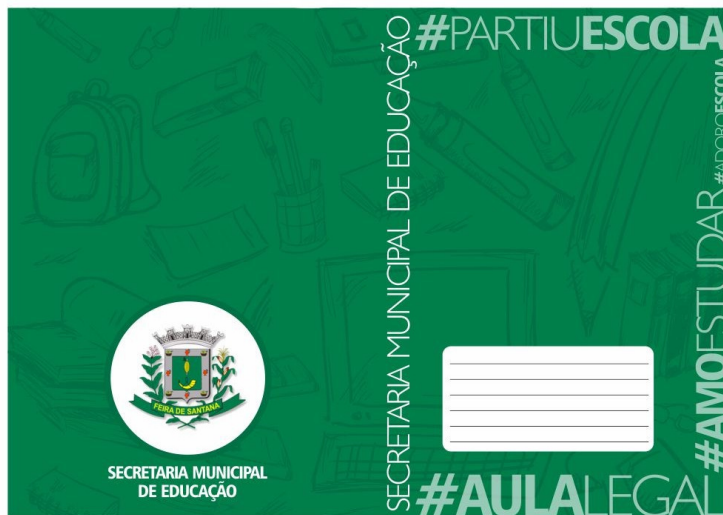 FEIRA DE SANTANA
SECRETARIA MUNICIPAL
DE EDUCAÇÃO
SECRETARIA MUNICIPAL DE EDUCAÇÃO
#PARTIUESCOLA
#ADOROESCOLA
#AMOESTUDAR
#AULALEGAL